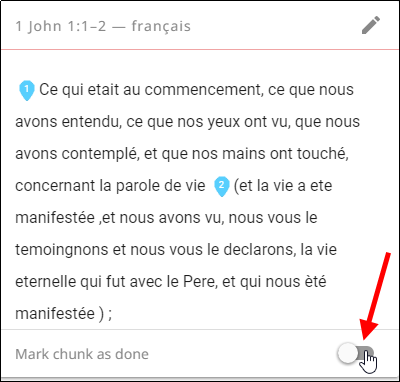 1 John 1:1–2 — français
1 Ce qui etait au commencement, ce que nous
avons entendu, ce que nos yeux ont vu, que nous
avons contemplé, et que nos mains ont touché,
concernant la parole de vie 2 (et la vie a ete
manifestée ,et nous avons vu, nous vous le
temoingnons et nous vous le declarons, la vie
eternelle qui fut avec le Pere, et qui nous èté
manifestée ) ;
Mark chunk as done